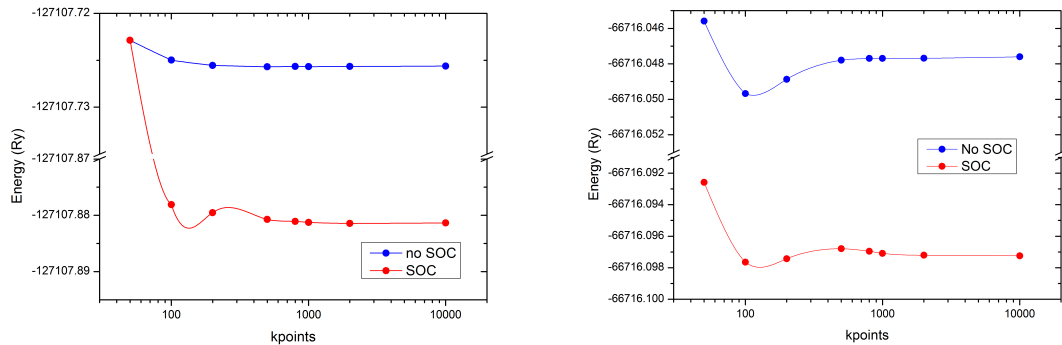 -127107.72
-127107.73
-127107.87
-127107.88
-127107.89
Energy (Ry)
no SOC
SOC
100
1000
10000
kpoints
-66716.046
-66716.048
-66716.050
-66716.052
-66716.092
-66716.094
-66716.096
-66716.098
-66716.100
Energy (Ry)
No SOC
SOC
100
1000
10000
kpoints